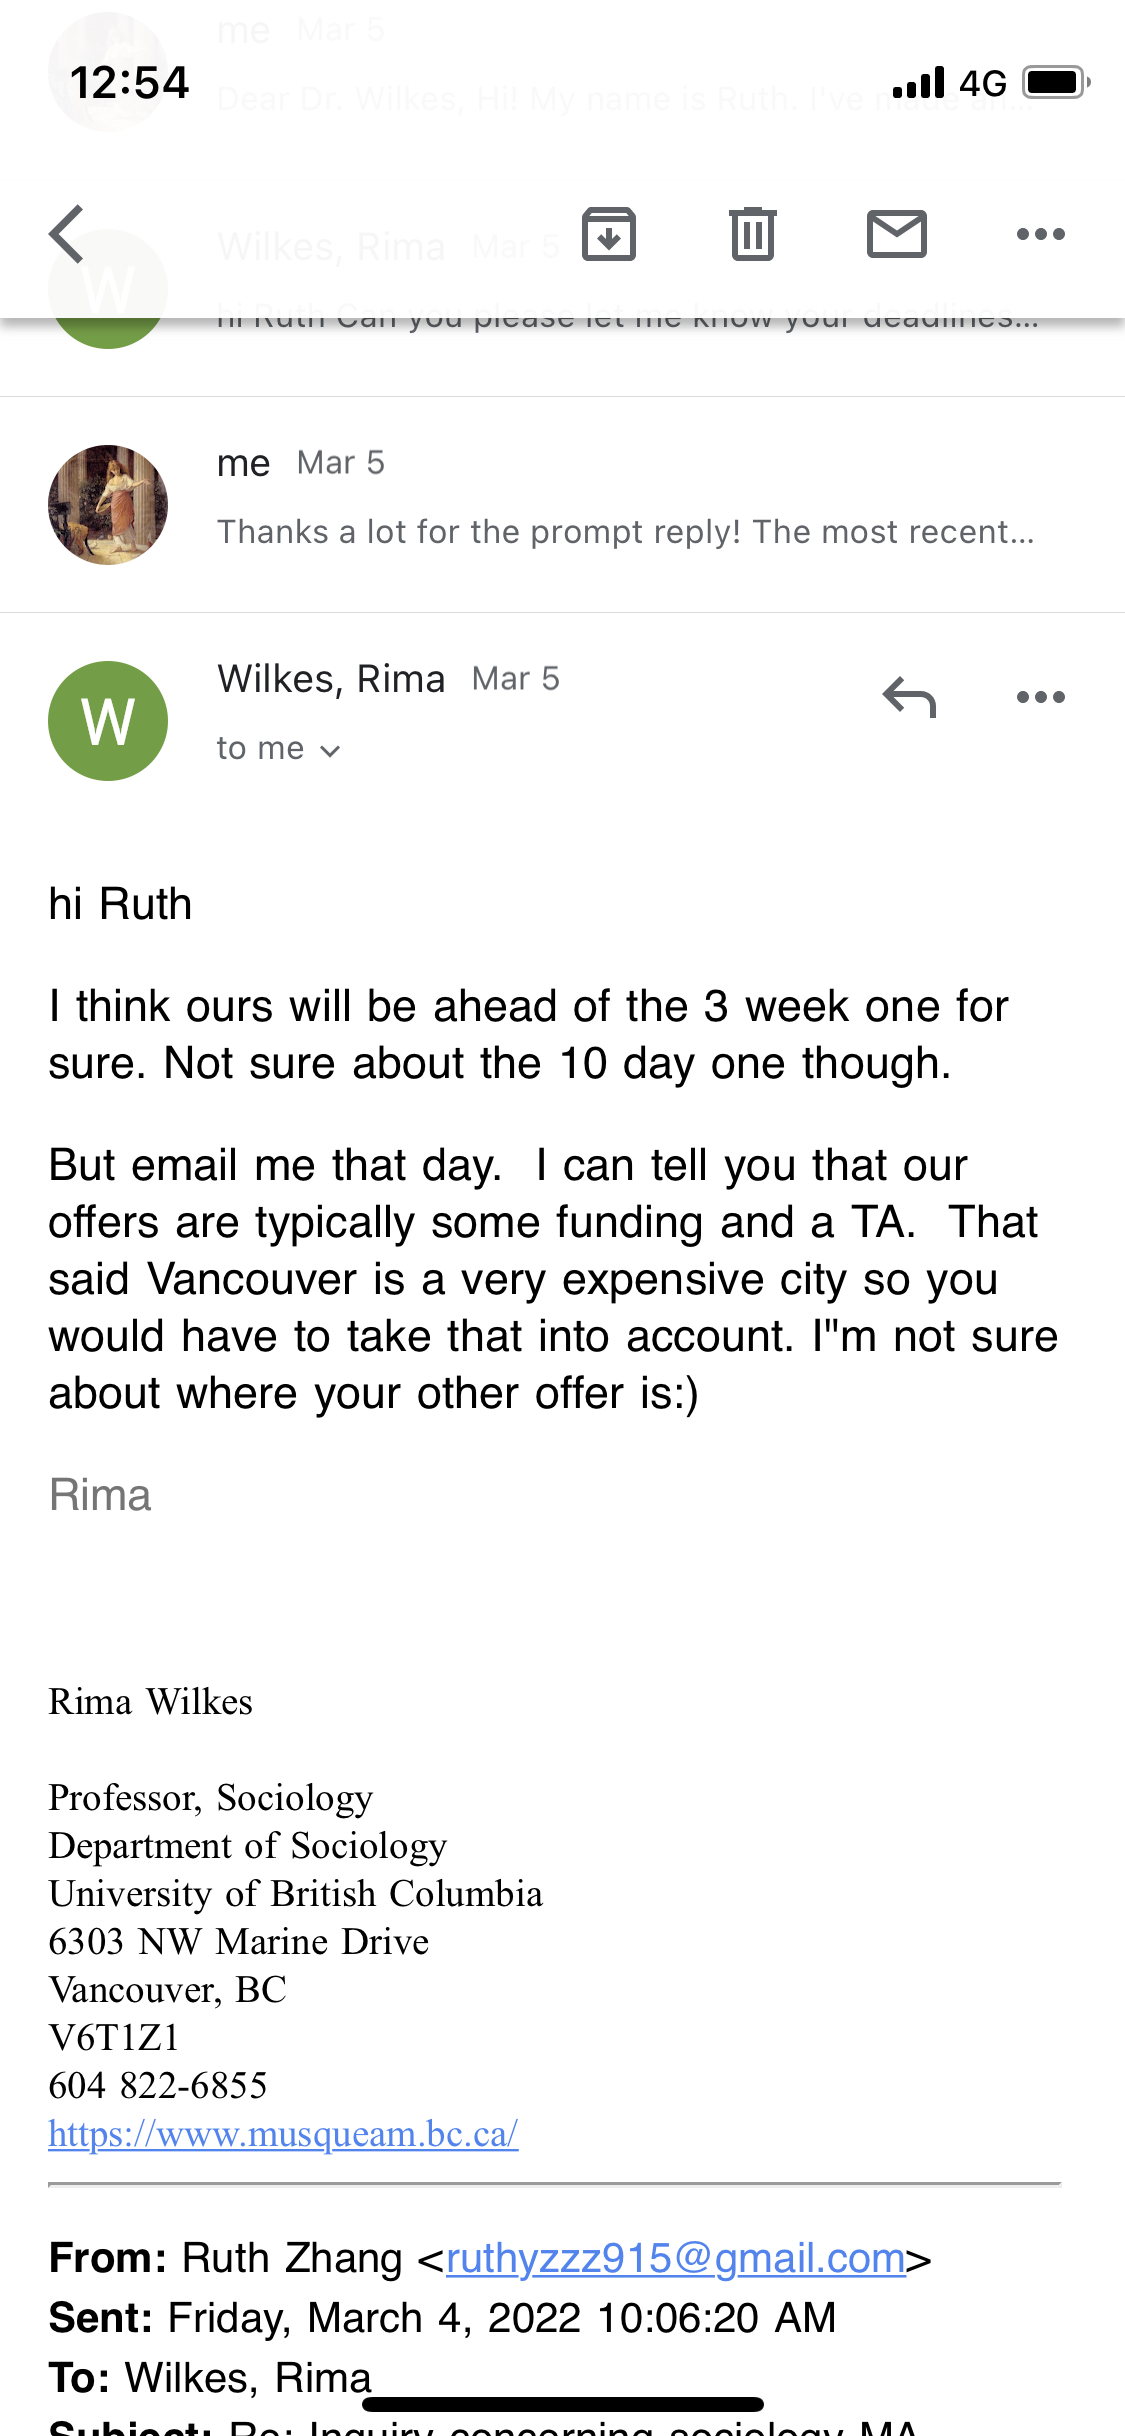 me Mar 5
12:54 4G
Dear Dr. Wilkes, Hi! My name is Ruth. I've made an...
Wilkes, Rima Mar 5
W
hi Ruth Can you please let me know your deadlines...
me Mar 5
Thanks a lot for the prompt reply! The most recent...
Wilkes, Rima Mar 5
W
to me
hi Ruth
I think ours will be ahead of the 3 week one for
sure. Not sure about the 10 day one though.
But email me that day.  I can tell you that our
offers are typically some funding and a TA.  That
said Vancouver is a very expensive city so you
would have to take that into account. I"m not sure
about where your other offer is:)
Rima
Rima Wilkes
Professor, Sociology
Department of Sociology
University of British Columbia
6303 NW Marine Drive
Vancouver, BC
V6T1Z1
604 822-6855
https://www.musqueam.bc.ca/
From: Ruth Zhang <ruthyzzz915@gmail.com>
Sent: Friday, March 4, 2022 10:06:20 AM
To: Wilkes, Rima
Subject: Re: Inquiry concerning sociology MA